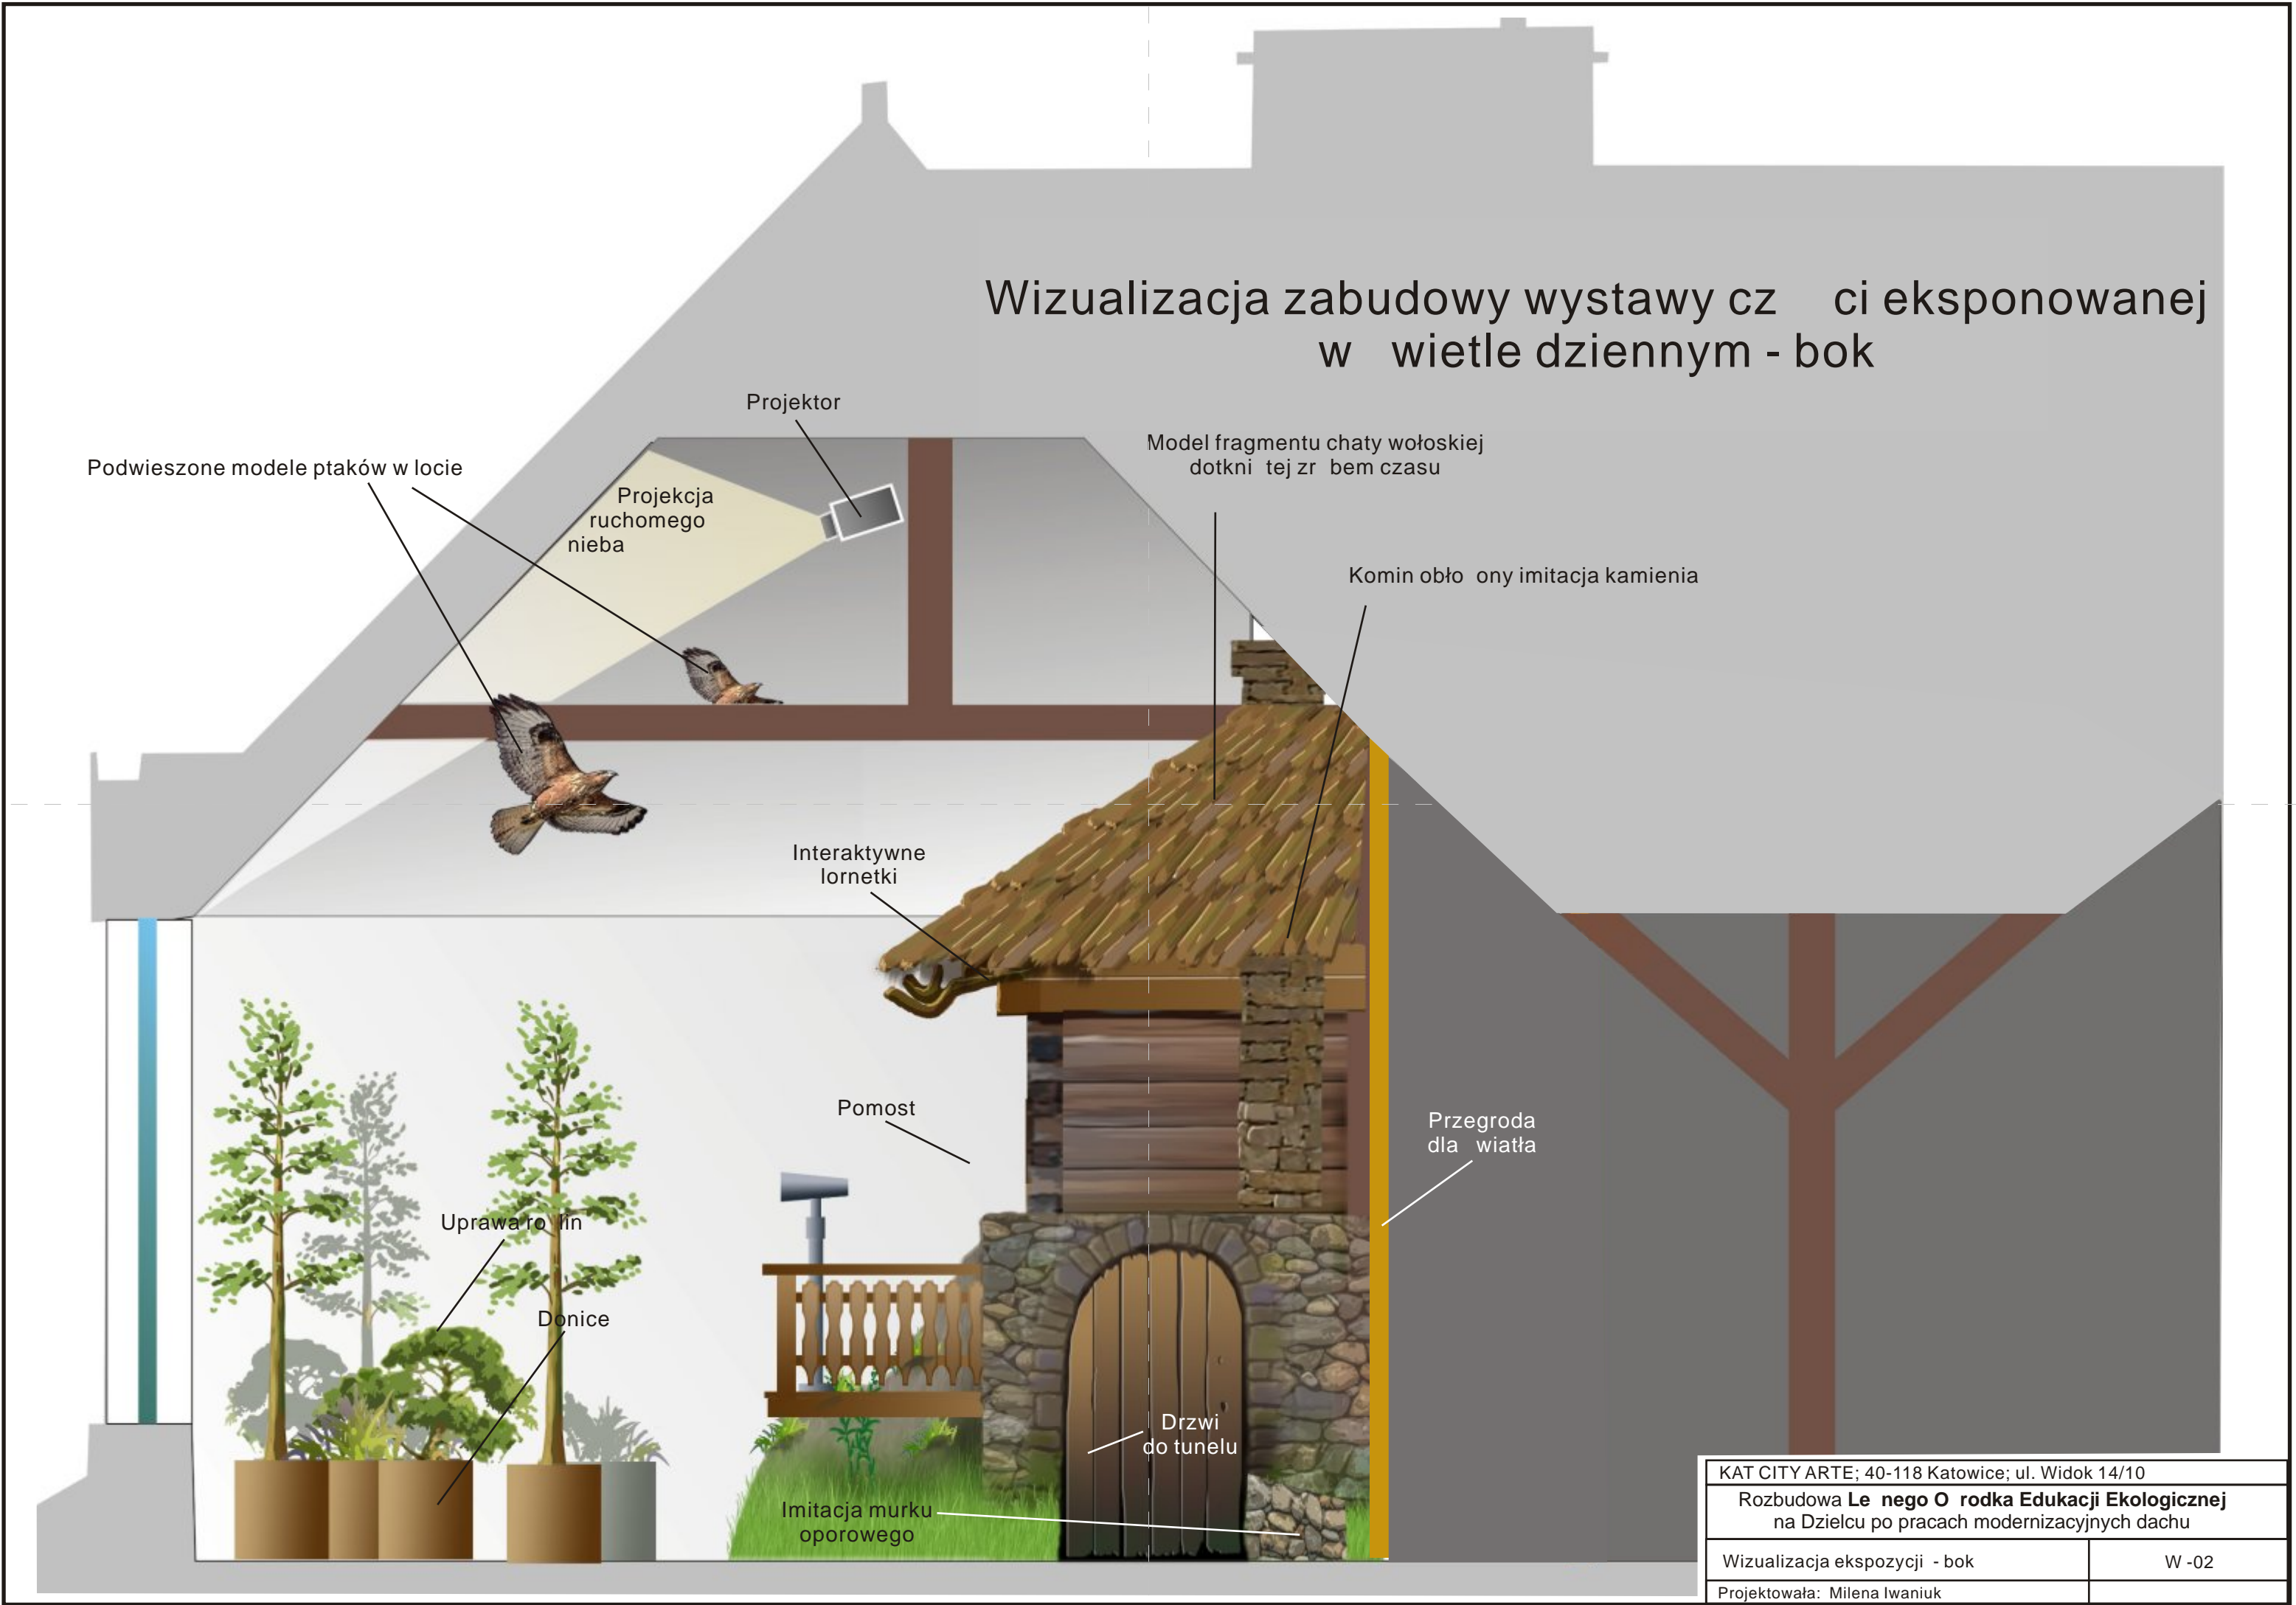 Wizualizacja zabudowy wystawy cz ci eksponowanej
w wietle dziennym - bok
Projektor
Podwieszone modele ptaków w locie
Model fragmentu chaty wołoskiej
dotkni tej zr bem czasu
Projekcja
ruchomego
nieba
Komin obło ony imitacja kamienia
Interaktywne
lornetki
Pomost
Przegroda
dla wiatła
Uprawa ro lin
Donice
Drzwi
do tunelu
Imitacja murku
oporowego
KAT CITY ARTE; 40-118 Katowice; ul. Widok 14/10
Rozbudowa Le nego O rodka Edukacji Ekologicznej
na Dzielcu po pracach modernizacyjnych dachu
Wizualizacja ekspozycji - bok
W -02
Projektowała: Milena Iwaniuk